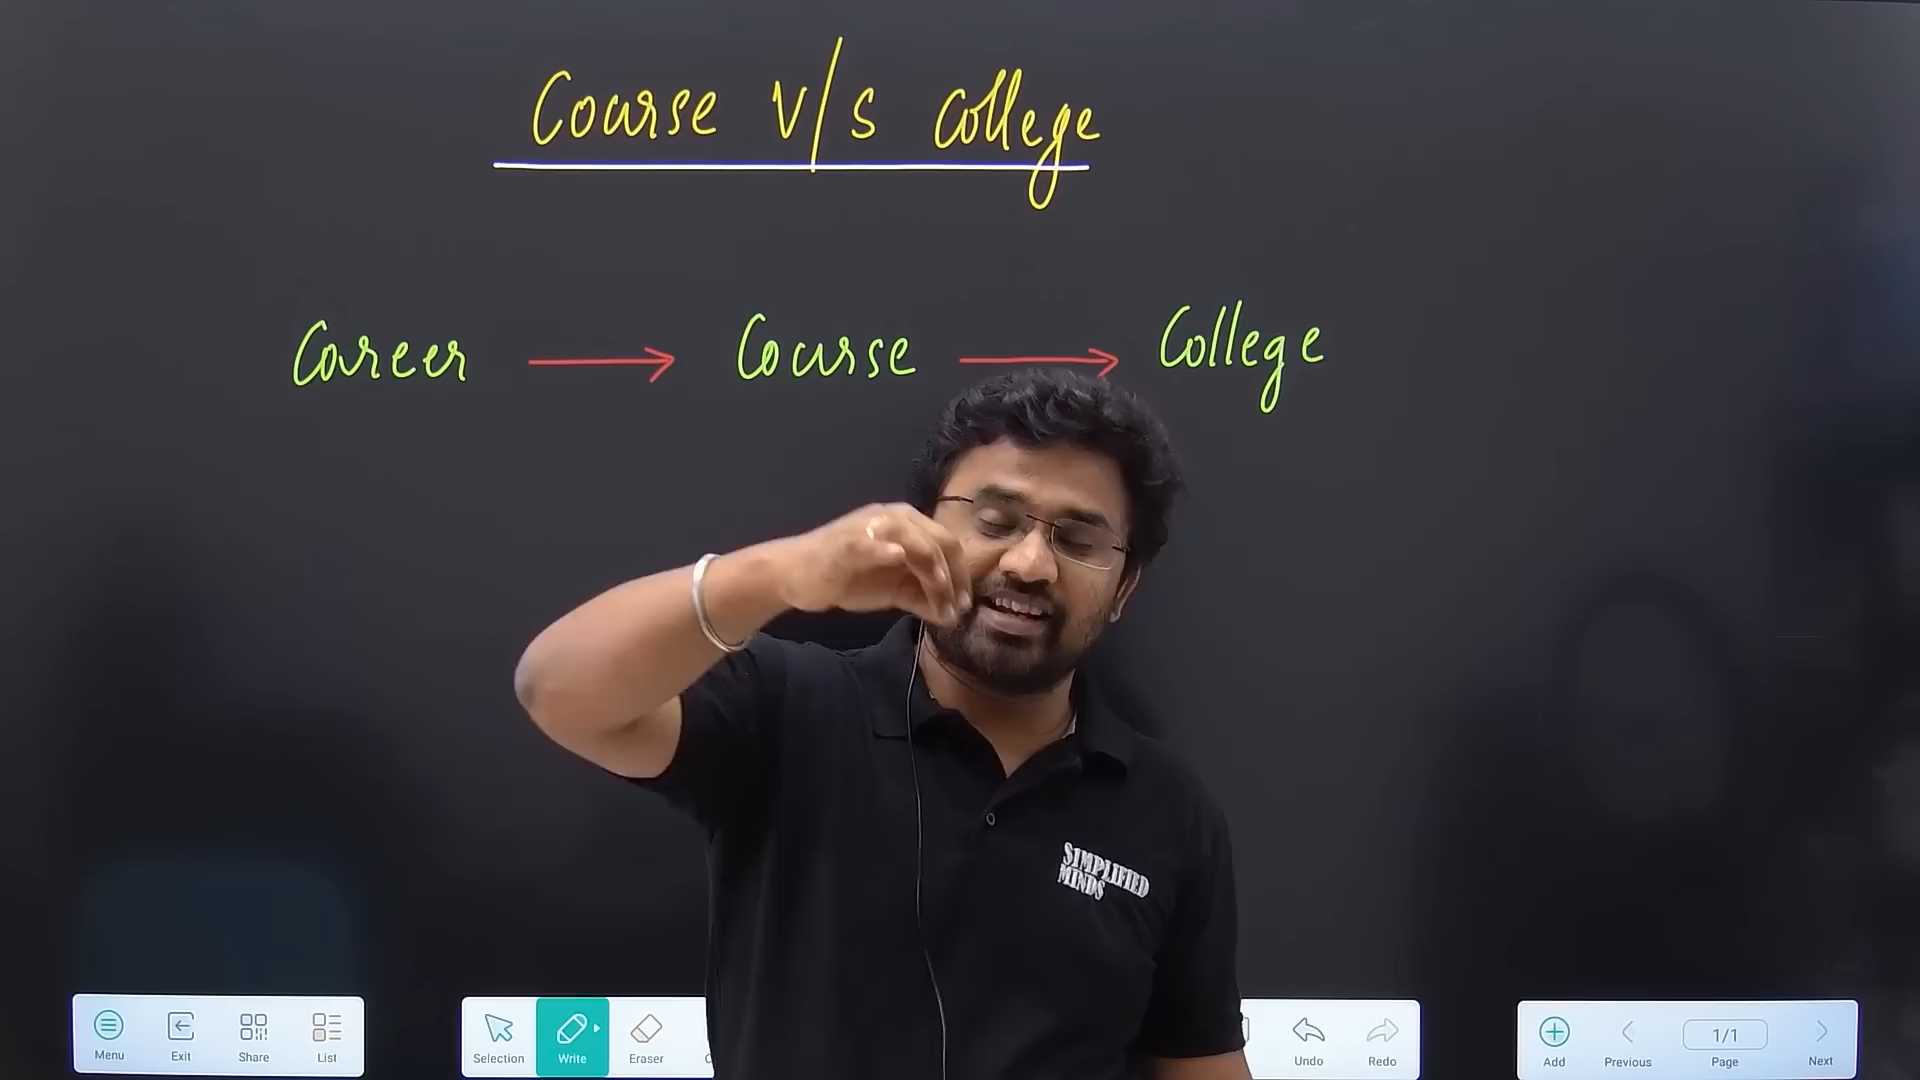 Course V/s College
Career → Course → College
SIMPLIFIED
MINDS
Menu Exit Share List Selection Write Eraser Undo Redo Add Previous 1/1 Page Next